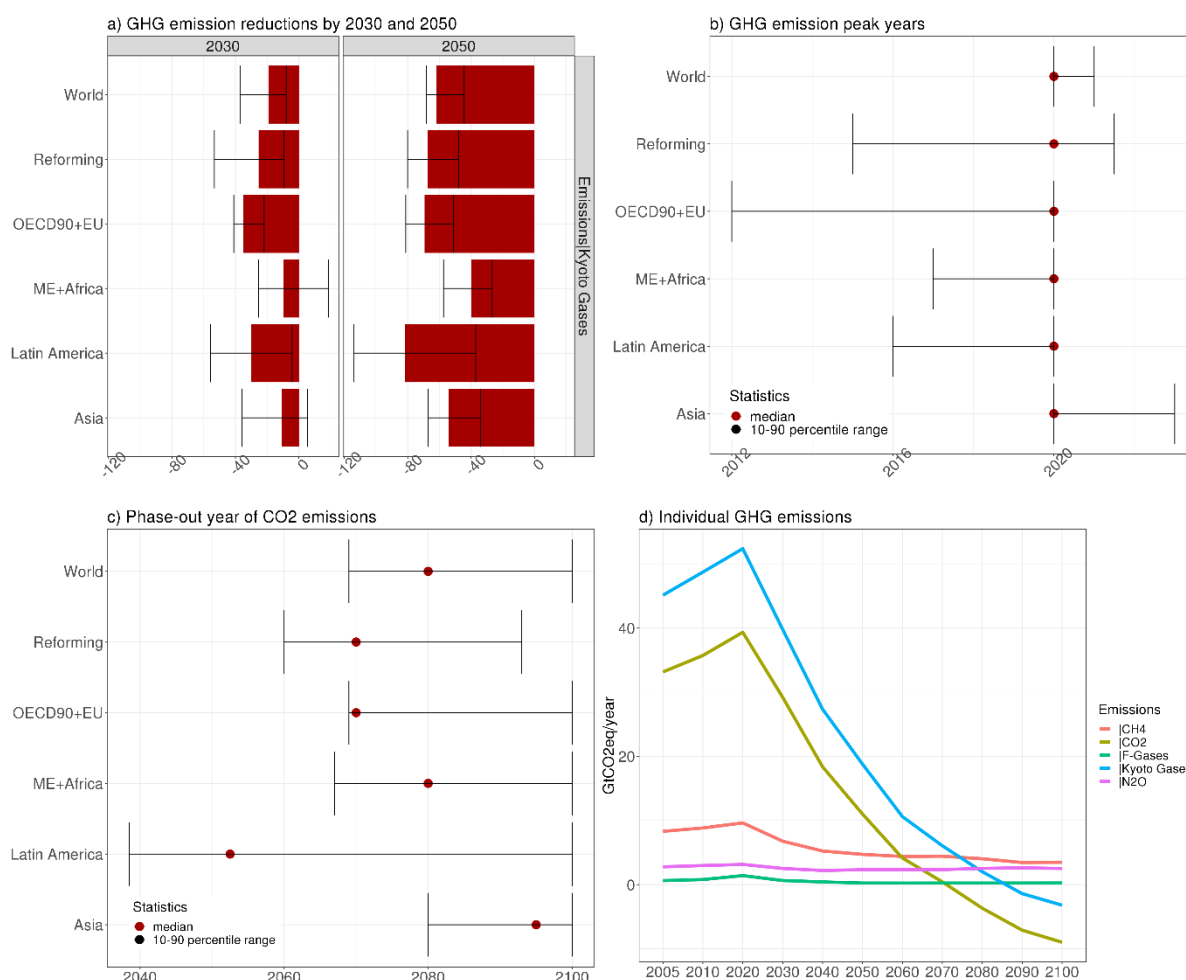 a) GHG emission reductions by 2030 and 2050
2030
2050
World
Reforming
OECD90+EU
ME+Africa
Latin America
Asia
-120
-80
-40
0
-120
-80
-40
0
Emissions|Kyoto Gases
b) GHG emission peak years
World
Reforming
OECD90+EU
ME+Africa
Latin America
Asia
Statistics
median
10-90 percentile range
2012
2016
2020
c) Phase-out year of CO2 emissions
World
Reforming
OECD90+EU
ME+Africa
Latin America
Asia
Statistics
median
10-90 percentile range
2040
2060
2080
2100
d) Individual GHG emissions
GtCO2eq/year
40
20
0
2005 2010 2020 2030 2040 2050 2060 2070 2080 2090 2100
Emissions
|CH4
|CO2
|F-Gases
|Kyoto Gase
|N2O